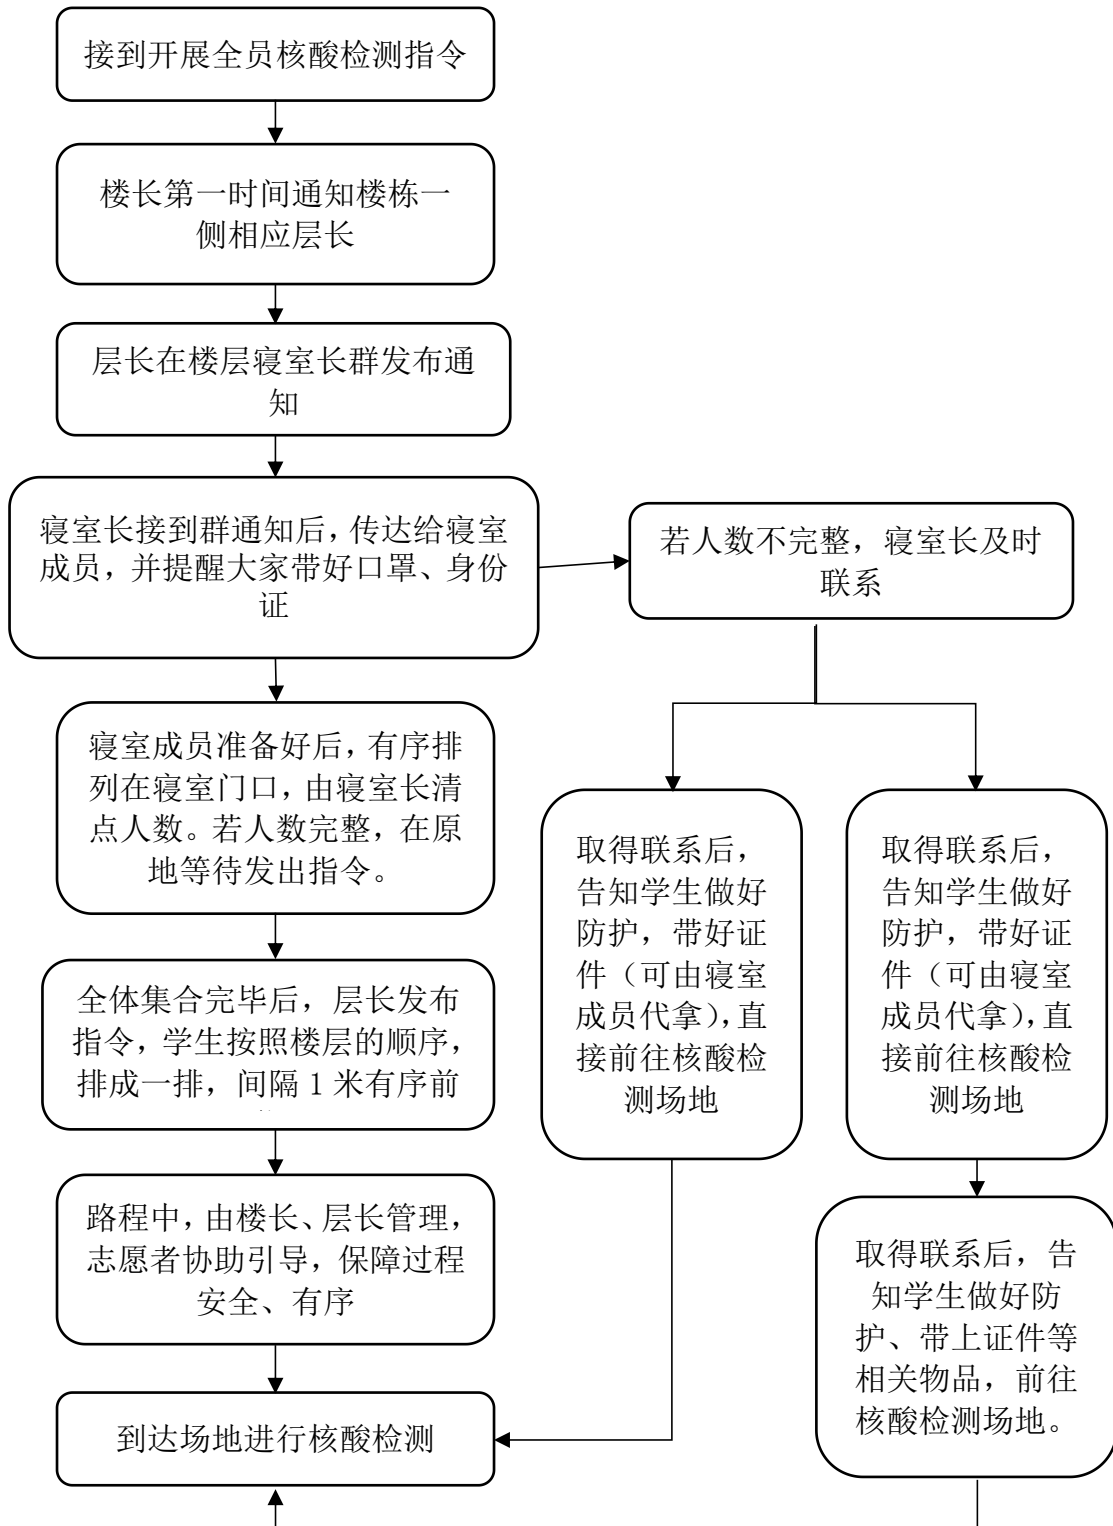 接到开展全员核酸检测指令
楼长第一时间通知楼栋一
侧相应层长
层长在楼层寝室长群发布通
知
寝室长接到群通知后，传达给寝室
成员，并提醒大家带好口罩、身份
证
若人数不完整，寝室长及时
联系
寝室成员准备好后，有序排
列在寝室门口，由寝室长清
点人数。若人数完整，在原
地等待发出指令。
取得联系后，
告知学生做好
防护，带好证
件（可由寝室
成员代拿），直
接前往核酸检
测场地
取得联系后，
告知学生做好
防护，带好证
件（可由寝室
成员代拿），直
接前往核酸检
测场地
全体集合完毕后，层长发布
指令，学生按照楼层的顺序，
排成一排，间隔 1 米有序前
路程中，由楼长、层长管理，
志愿者协助引导，保障过程
安全、有序
取得联系后，告
知学生做好防
护、带上证件等
相关物品，前往
核酸检测场地。
到达场地进行核酸检测